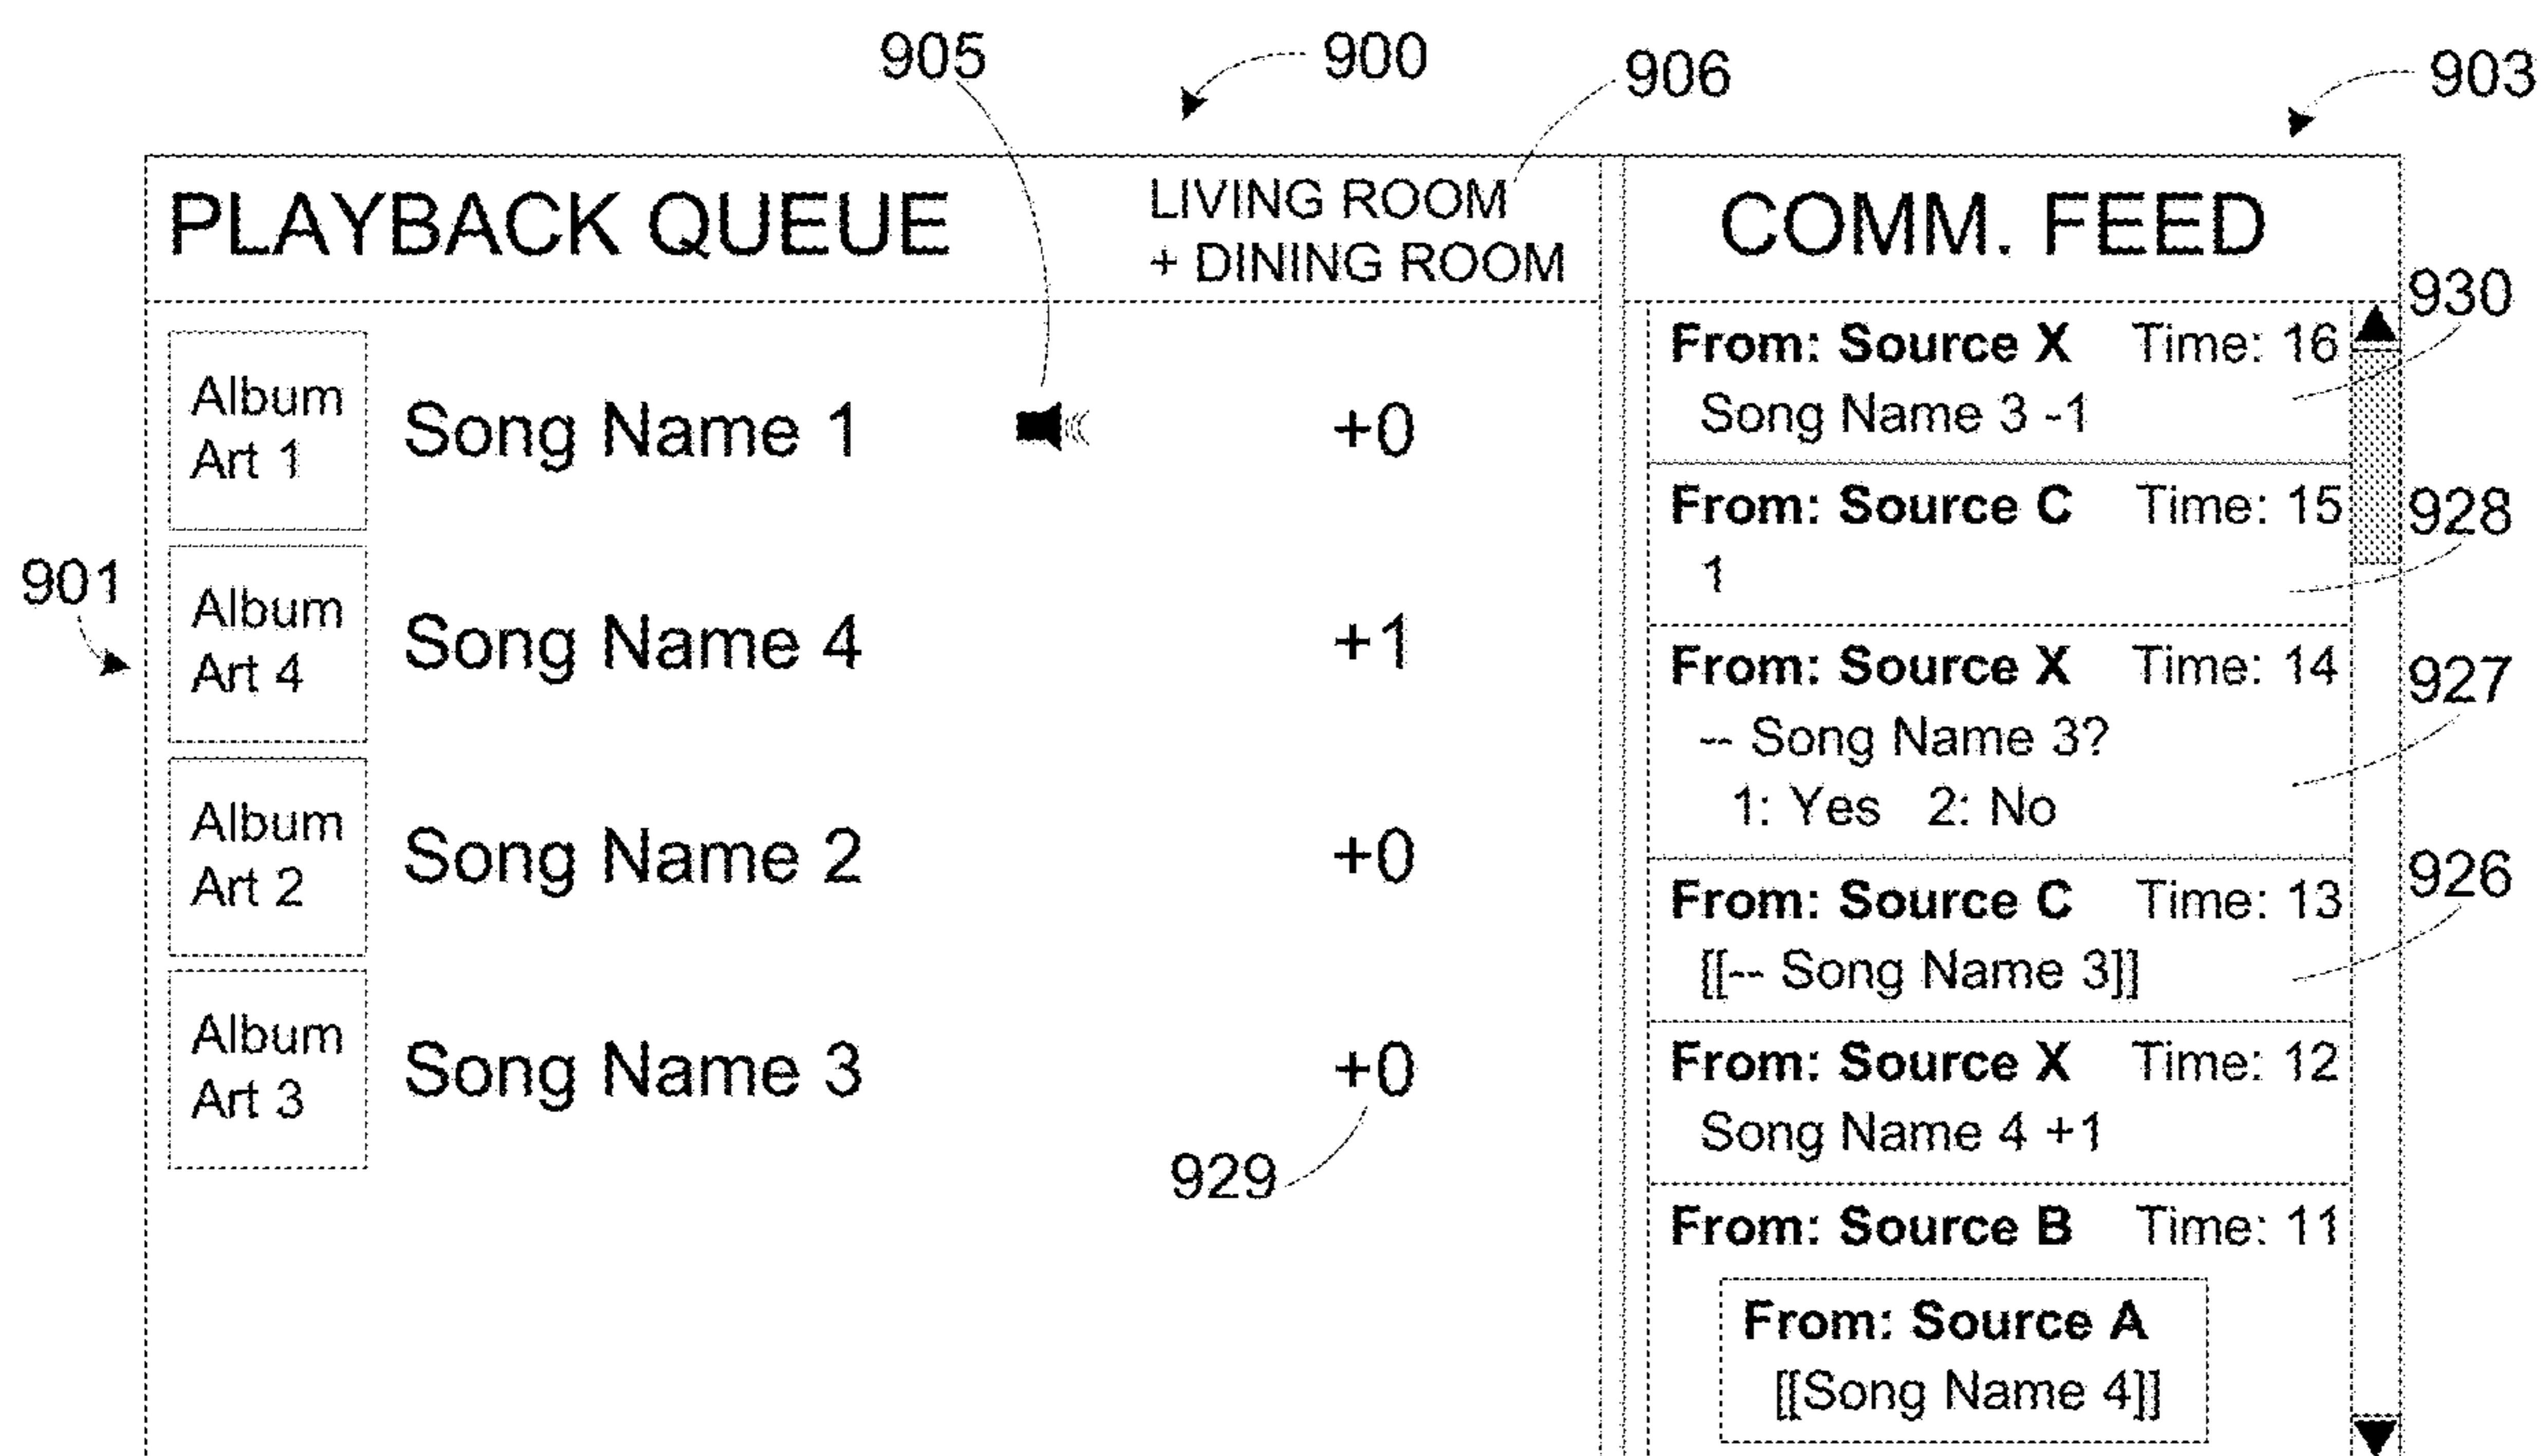 905
900
906
903
PLAYBACK QUEUE
LIVING ROOM
+ DINING ROOM
Album
Art 1
Song Name 1
+0
901
Album
Art 4
Song Name 4
+1
Album
Art 2
Song Name 2
+0
Album
Art 3
Song Name 3
+0
929
COMM. FEED
930
From: Source X Time: 16
Song Name 3 -1
From: Source C Time: 15
928
1
From: Source X Time: 14
927
-- Song Name 3?
1: Yes 2: No
926
From: Source C Time: 13
[[-- Song Name 3]]
From: Source X Time: 12
Song Name 4 +1
From: Source B Time: 11
From: Source A
[[Song Name 4]]